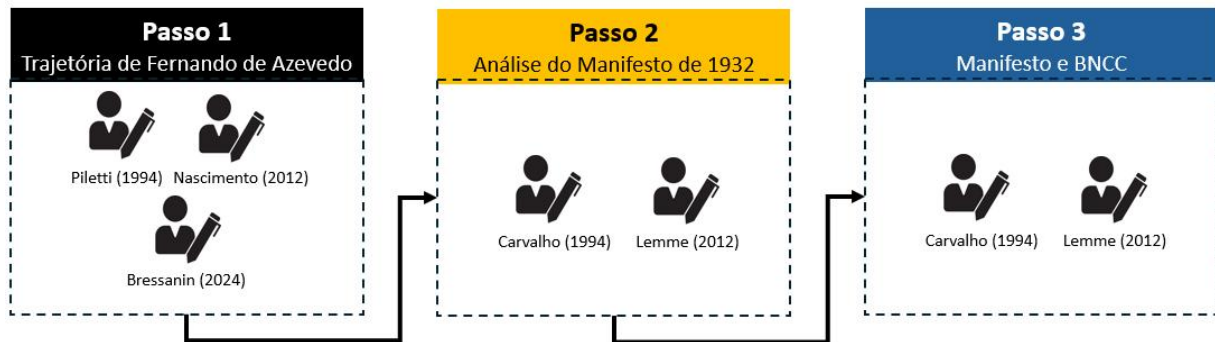 Passo 1
Trajetória de Fernando de Azevedo
Piletti (1994)
Nascimento (2012)
Bressanin (2024)
Passo 2
Análise do Manifesto de 1932
Carvalho (1994)
Lemme (2012)
Passo 3
Manifesto e BNCC
Carvalho (1994)
Lemme (2012)